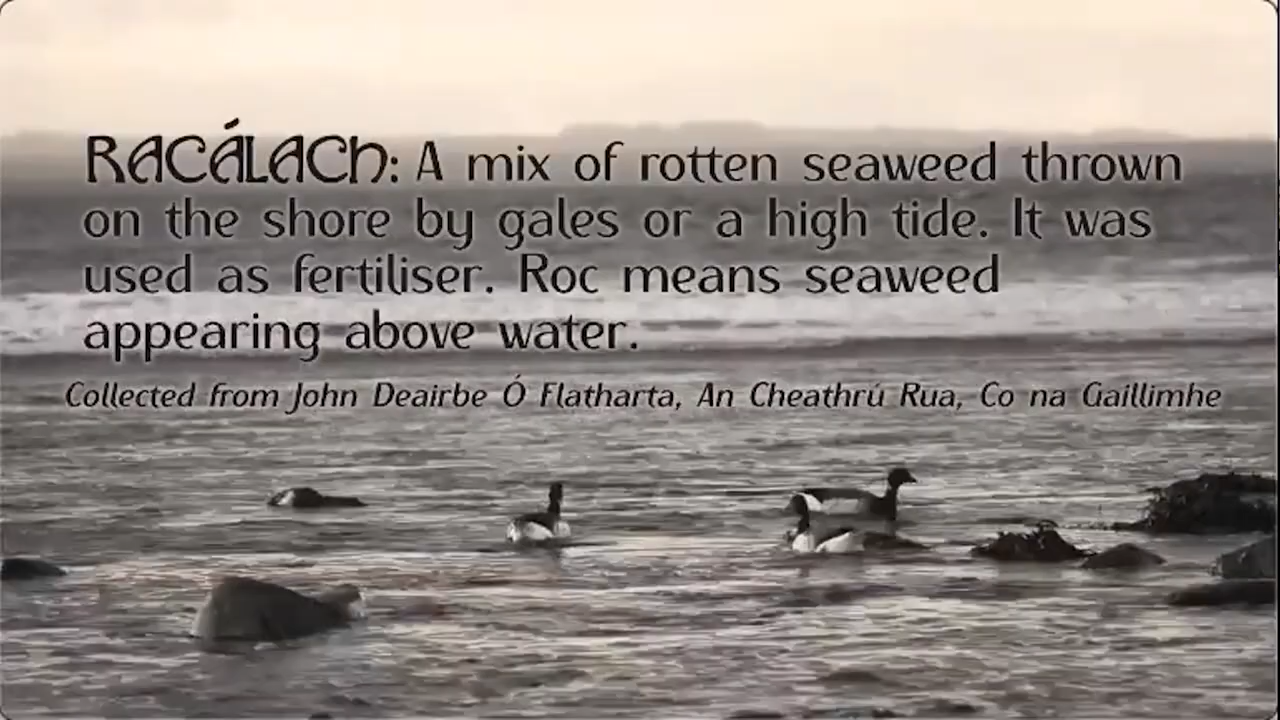 RACÁLACh: A mix of rotten seaweed thrown
on the shore by gales or a high tide. It was
used as fertiliser. Roc means seaweed
appearing above water.
Collected from John Deairbe Ó Flatharta, An Cheathrú Rua, Co na Gaillimhe